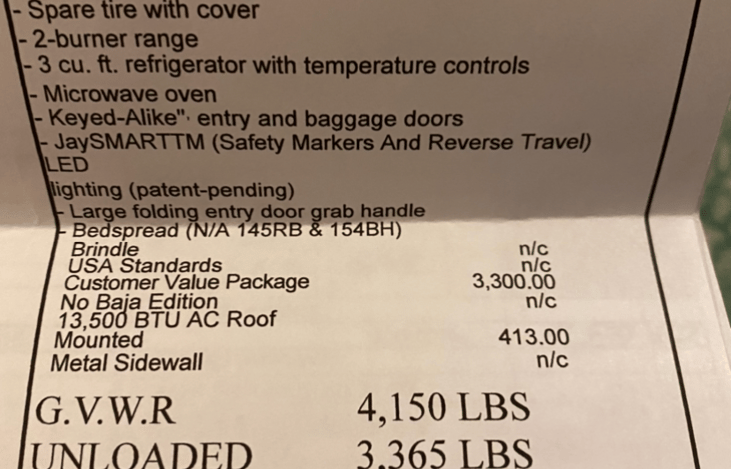 - Spare tire with cover
- 2-burner range
- 3 cu. ft. refrigerator with temperature controls
- Microwave oven
- Keyed-Alike" entry and baggage doors
- JaySMARTTM (Safety Markers And Reverse Travel)
LED
lighting (patent-pending)
- Large folding entry door grab handle
- Bedspread (N/A 145RB & 154BH)
Brindle n/c
USA Standards n/c
Customer Value Package 3,300.00
No Baja Edition n/c
13,500 BTU AC Roof
Mounted 413.00
Metal Sidewall n/c
G.V.W.R 4,150 LBS
UNLOADED 3,365 LBS